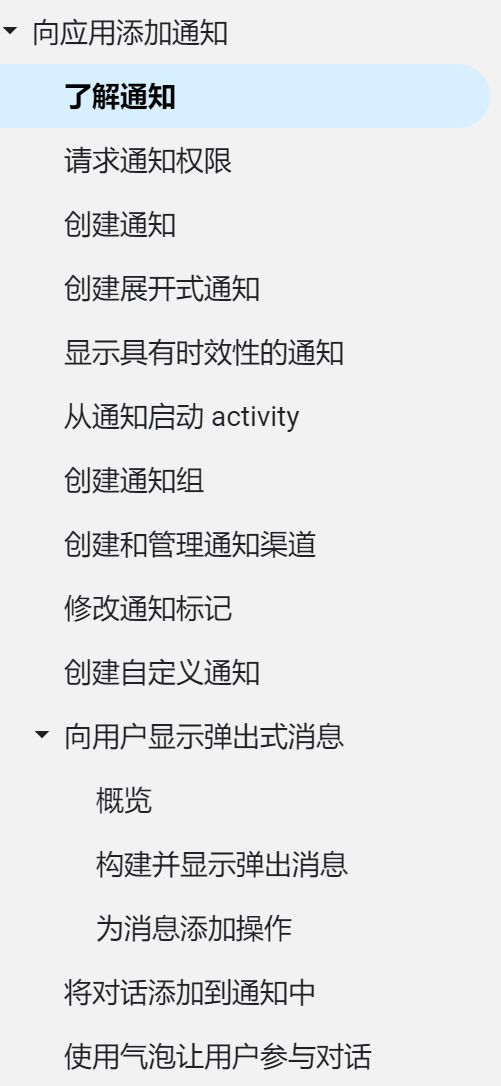 向应用添加通知
了解通知
请求通知权限
创建通知
创建展开式通知
显示具有时效性的通知
从通知启动 activity
创建通知组
创建和管理通知渠道
修改通知标记
创建自定义通知
向用户显示弹出式消息
概览
构建并显示弹出消息
为消息添加操作
将对话添加到通知中
使用气泡让用户参与对话